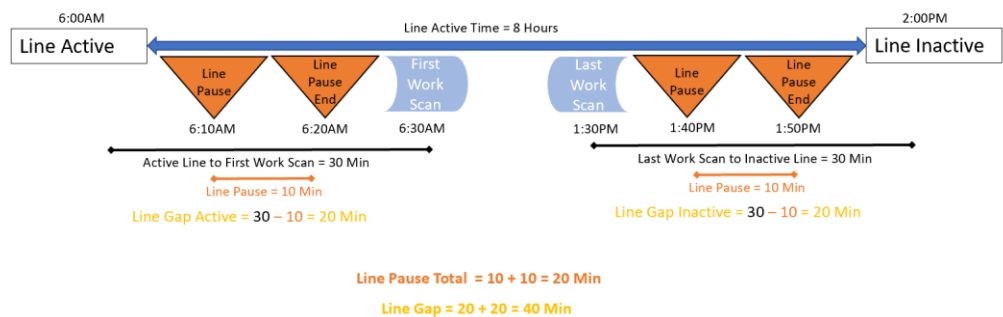 6:00AM
2:00PM
Line Active
Line Active Time = 8 Hours
Line Inactive
Line
Pause
Line
Pause
End
First
Work
Scan
Last
Work
Scan
Line
Pause
Line
Pause
End
6:10AM
6:20AM
6:30AM
1:30PM
1:40PM
1:50PM
Active Line to First Work Scan = 30 Min
Last Work Scan to Inactive Line = 30 Min
Line Pause = 10 Min
Line Pause = 10 Min
Line Gap Active = 30 – 10 = 20 Min
Line Gap Inactive = 30 – 10 = 20 Min
Line Pause Total = 10 + 10 = 20 Min
Line Gap = 20 + 20 = 40 Min